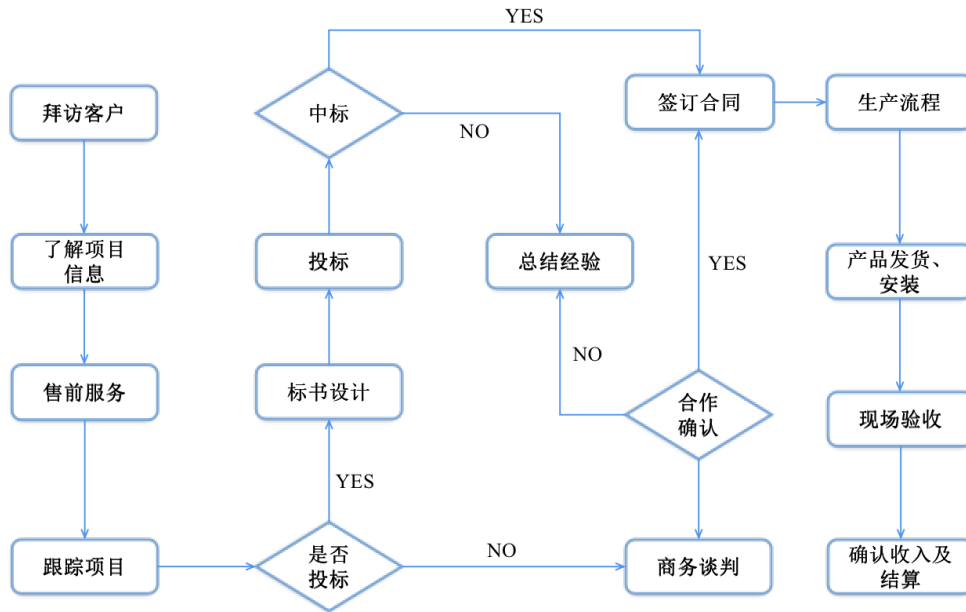 YES
拜访客户
中标
签订合同
生产流程
NO
了解项目
信息
投标
总结经验
YES
产品发货、
安装
NO
售前服务
标书设计
合作
确认
现场验收
YES
跟踪项目
是否
投标
NO
商务谈判
确认收入及
结算